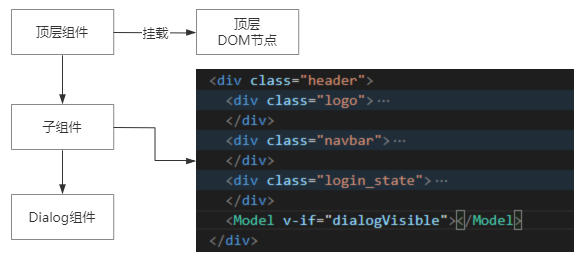 顶层组件
挂载
顶层
DOM节点
子组件
Dialog组件
<div class="header">
<div class="logo">···
</div>
<div class="navbar">···
</div>
<div class="login_state">···
</div>
<Model v-if="dialogVisible"></Model>
</div>